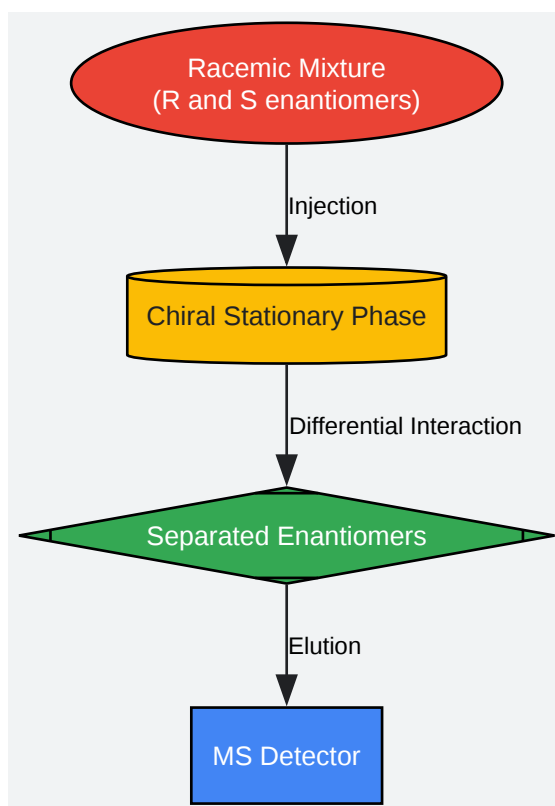 Racemic Mixture
(R and S enantiomers)
Injection
Chiral Stationary Phase
Differential Interaction
Separated Enantiomers
Elution
MS Detector